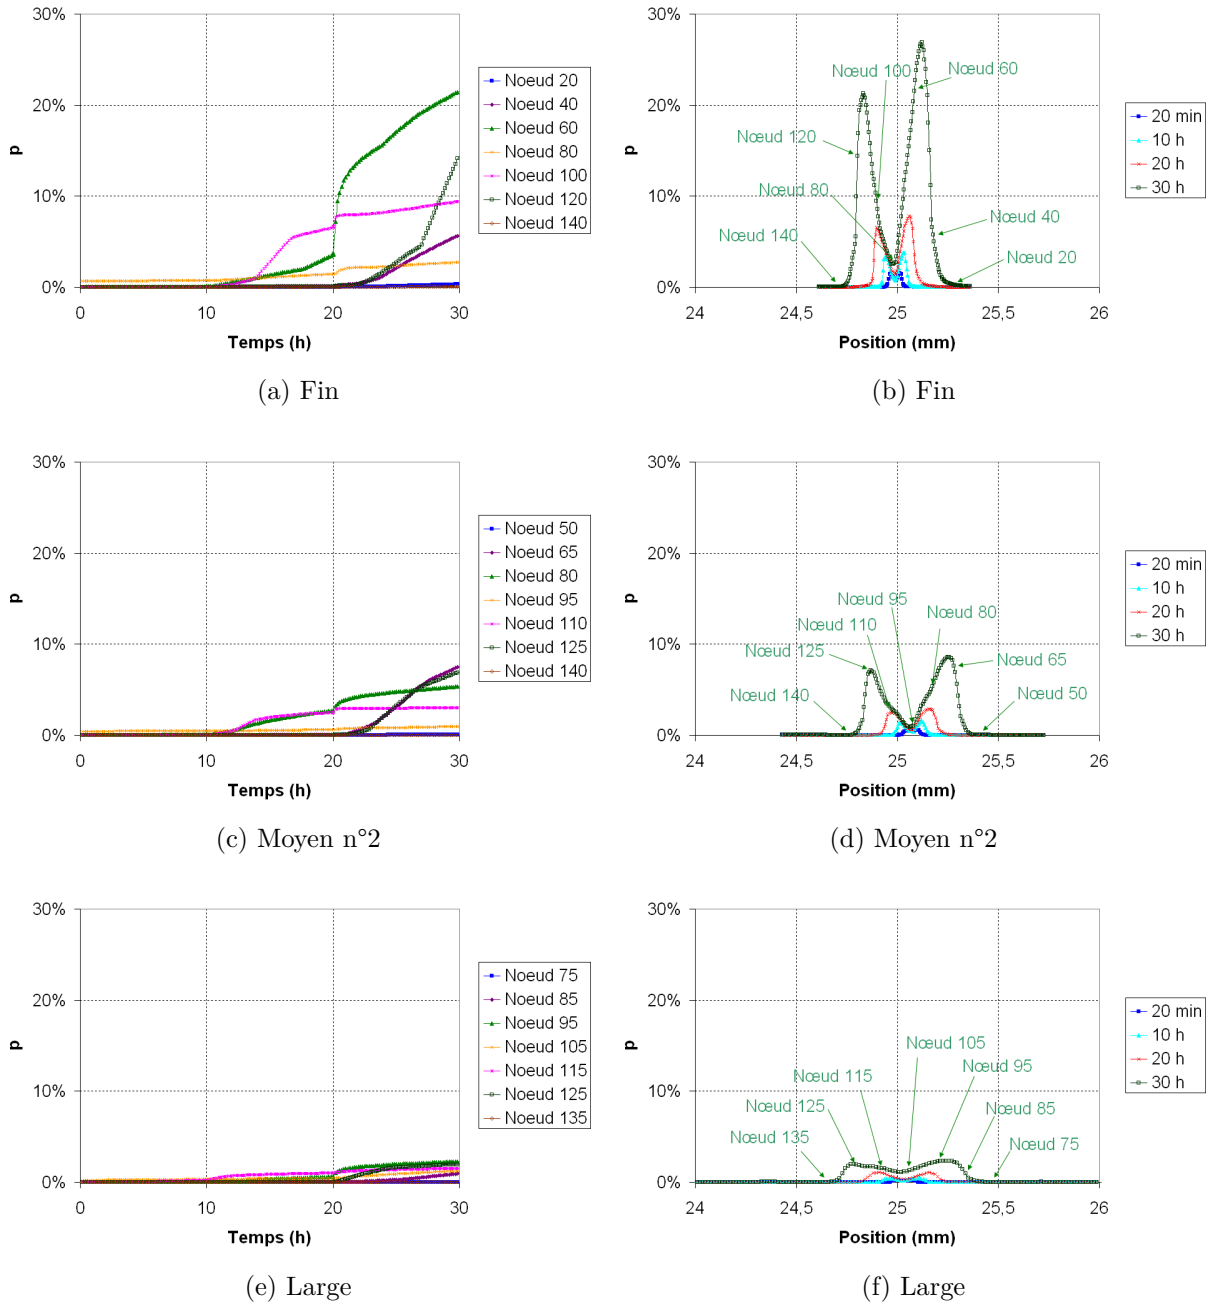 30%
20%
10%
0%
p
0
10
20
30
Temps (h)
Noeud 20
Noeud 40
Noeud 60
Noeud 80
Noeud 100
Noeud 120
Noeud 140
(a) Fin
30%
20%
10%
0%
p
24
24,5
25
25,5
26
Position (mm)
Nœud 100
Nœud 60
Nœud 120
Nœud 80
Nœud 140
Nœud 40
Nœud 20
20 min
10 h
20 h
30 h
(b) Fin
30%
20%
10%
0%
p
0
10
20
30
Temps (h)
Noeud 50
Noeud 65
Noeud 80
Noeud 95
Noeud 110
Noeud 125
Noeud 140
(c) Moyen n°2
30%
20%
10%
0%
p
24
24,5
25
25,5
26
Position (mm)
Nœud 95
Nœud 80
Nœud 110
Nœud 125
Nœud 65
Nœud 140
Nœud 50
20 min
10 h
20 h
30 h
(d) Moyen n°2
30%
20%
10%
0%
p
0
10
20
30
Temps (h)
Noeud 75
Noeud 85
Noeud 95
Noeud 105
Noeud 115
Noeud 125
Noeud 135
(e) Large
30%
20%
10%
0%
p
24
24,5
25
25,5
26
Position (mm)
Nœud 105
Nœud 95
Nœud 115
Nœud 125
Nœud 85
Nœud 135
Nœud 75
20 min
10 h
20 h
30 h
(f) Large